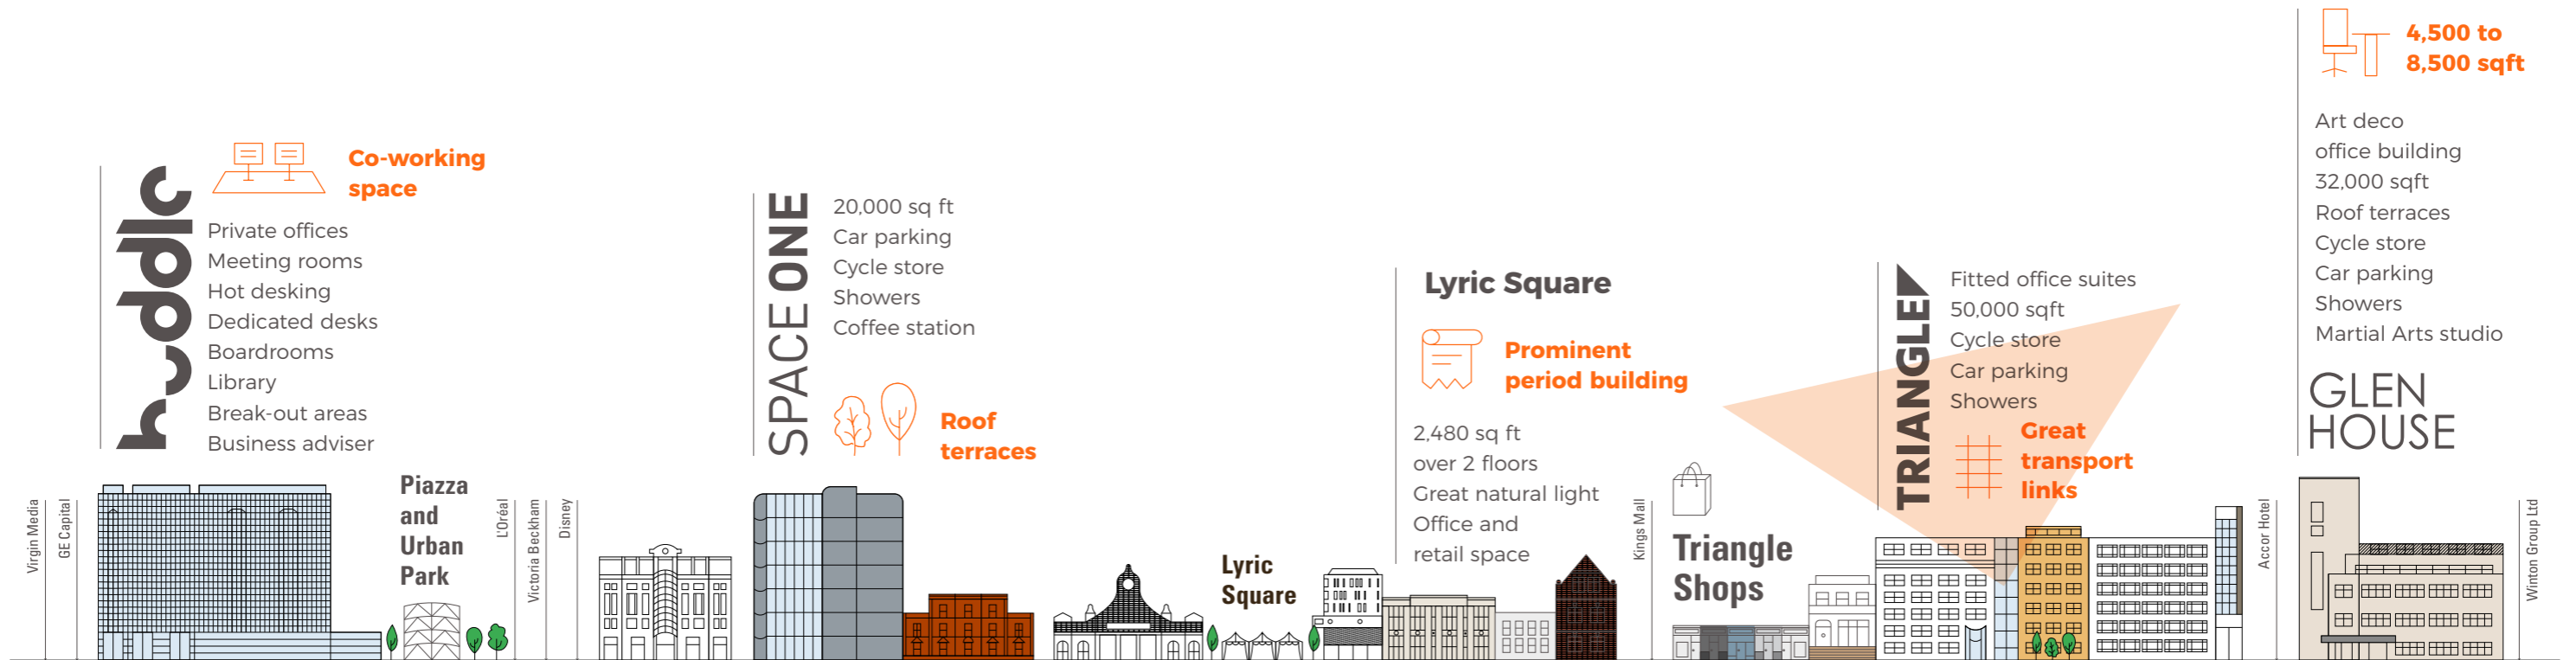 Virgin Media
GE Capital
huddle
Co-working
space
Private offices
Meeting rooms
Hot desking
Dedicated desks
Boardrooms
Library
Break-out areas
Business adviser
Piazza
and
Urban
Park
L'Oréal
Victoria Beckham
Disney
SPACE ONE
20,000 sq ft
Car parking
Cycle store
Showers
Coffee station
Roof
terraces
Lyric
Square
Lyric Square
Prominent
period building
2,480 sq ft
over 2 floors
Great natural light
Office and
retail space
Kings Mall
Triangle
Shops
TRIANGLE
Fitted office suites
50,000 sqft
Cycle store
Car parking
Showers
Great
transport
links
Accor Hotel
4,500 to
8,500 sqft
Art deco
office building
32,000 sqft
Roof terraces
Cycle store
Car parking
Showers
Martial Arts studio
GLEN
HOUSE
Winton Group Ltd